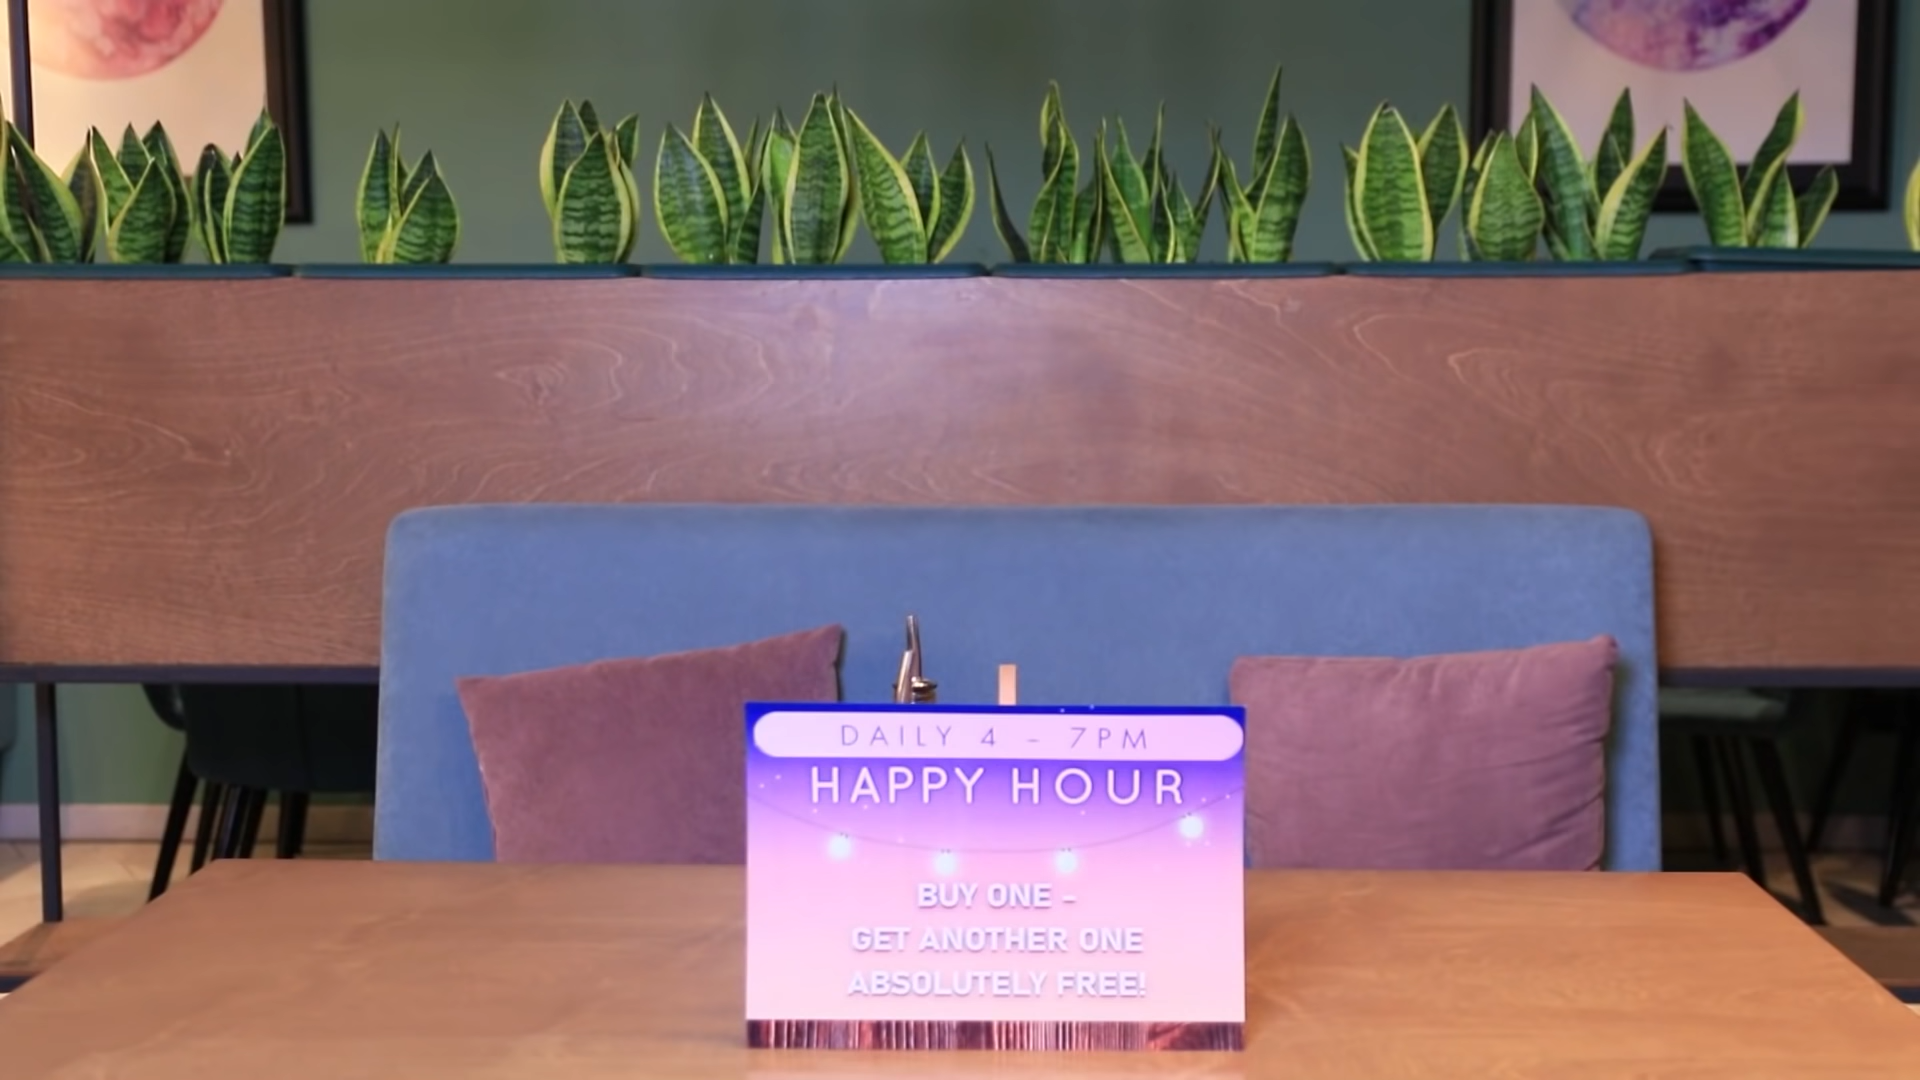 DAILY 4 - 7PM
HAPPY HOUR
BUY ONE -
GET ANOTHER ONE
ABSOLUTELY FREE!